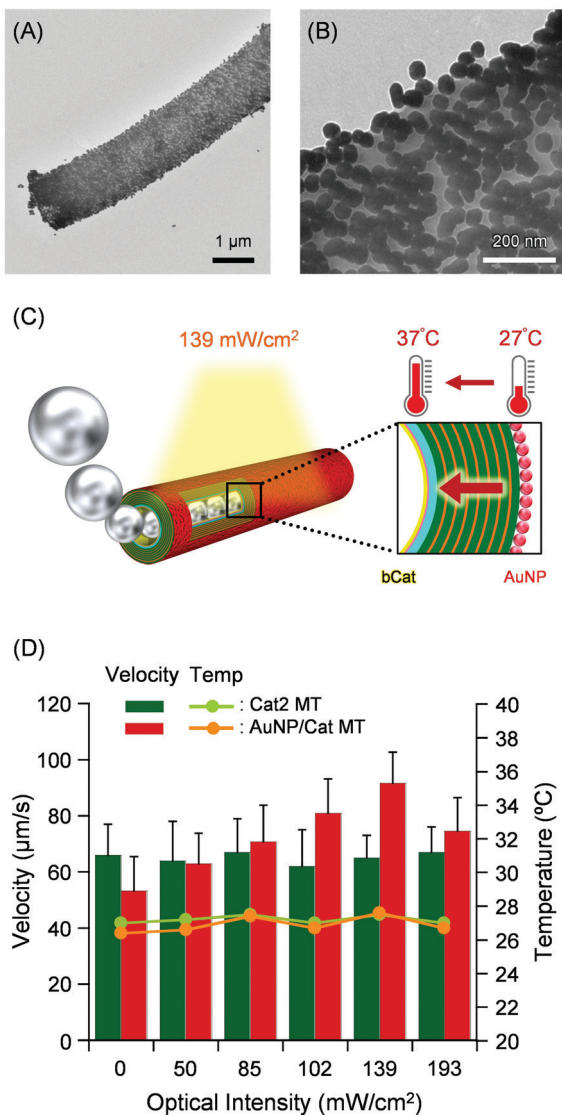 (A)
1 µm
(B)
200 nm
(C)
139 mW/cm²
37°C
27°C
bCat
AuNP
(D)
Velocity Temp
: Cat2 MT
: AuNP/Cat MT
120
100
80
60
40
20
0
Velocity (µm/s)
40
38
36
34
32
30
28
26
24
22
20
Temperature (ºC)
0 50 85 102 139 193
Optical Intensity (mW/cm²)